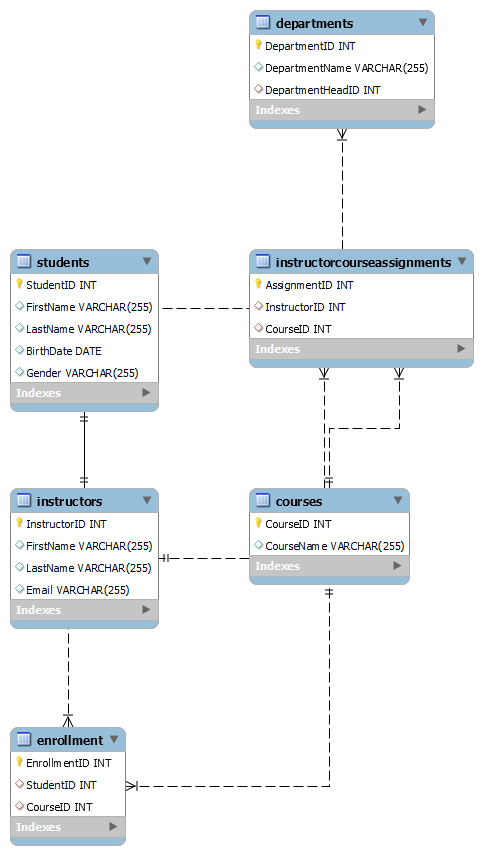 departments
DepartmentID INT
DepartmentName VARCHAR(255)
DepartmentHeadID INT
Indexes
students
StudentID INT
FirstName VARCHAR(255)
LastName VARCHAR(255)
BirthDate DATE
Gender VARCHAR(255)
Indexes
instructorcourseassignments
AssignmentID INT
InstructorID INT
CourseID INT
Indexes
instructors
InstructorID INT
FirstName VARCHAR(255)
LastName VARCHAR(255)
Email VARCHAR(255)
Indexes
courses
CourseID INT
CourseName VARCHAR(255)
Indexes
enrollment
EnrollmentID INT
StudentID INT
CourseID INT
Indexes